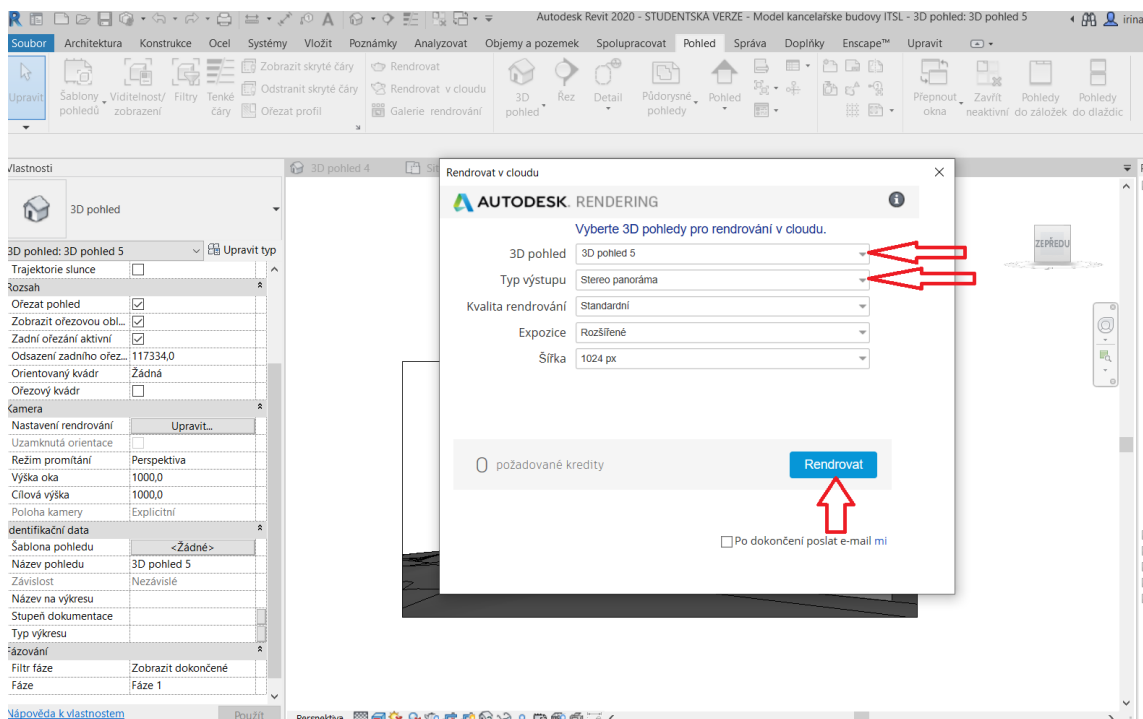 Autodesk Revit 2020 - STUDENTSKÁ VERZE - Model kancelařske budovy ITSL - 3D pohled: 3D pohled 5
irina
Soubor Architektura Konstrukce Ocel Systémy Vložit Poznámky Analyzovat Objemy a pozemek Spolupracovat Pohled Správa Doplňky Enscape™ Upravit
Zobrazit skryté čáry Rendrovat
Odstranit skryté čáry Rendrovat v cloudu
Ořezat profil Galerie rendrování
Upravit Šablony pohledů Viditelnost/ zobrazení Filtry Tenké čáry 3D pohled Řez Detail Půdorysné pohledy Pohled Přepnout okna Zavřít neaktivní Pohledy do záložek Pohledy do dlaždic
Vlastnosti
3D pohled 4
3D pohled
3D pohled: 3D pohled 5 Upravit typ
Trajektorie slunce
Rozsah
Ořezat pohled
Zobrazit ořezovou obl...
Zadní ořezání aktivní
Odsazení zadního ořez... 117334,0
Orientovaný kvádr Žádná
Ořezový kvádr
Kamera
Nastavení rendrování Upravit...
Uzamknutá orientace
Režim promítání Perspektiva
Výška oka 1000,0
Cílová výška 1000,0
Poloha kamery Explicitní
Identifikační data
Šablona pohledu <Žádné>
Název pohledu 3D pohled 5
Závislost Nezávislé
Název na výkresu
Stupeň dokumentace
Typ výkresu
Fázování
Filtr fáze Zobrazit dokončené
Fáze Fáze 1
Nápověda k vlastnostem Použít
Rendrovat v cloudu
AUTODESK. RENDERING
Vyberte 3D pohledy pro rendrování v cloudu.
3D pohled 3D pohled 5
Typ výstupu Stereo panoráma
Kvalita rendrování Standardní
Expozice Rozšířené
Šířka 1024 px
0 požadované kredity Rendrovat
Po dokončení poslat e-mail mi
ZEPŘEDU
Perspektiva